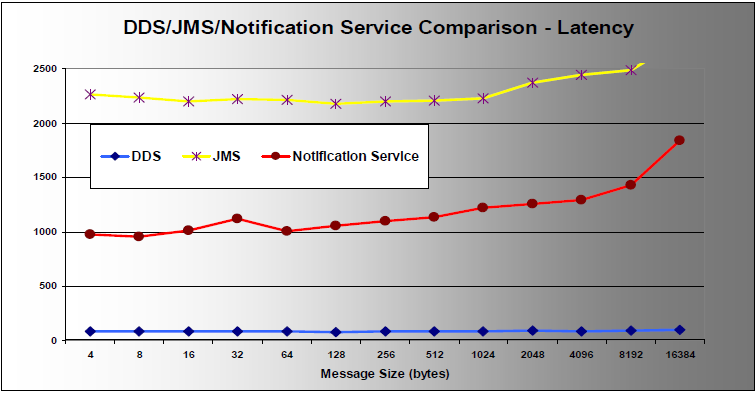 DDS/JMS/Notification Service Comparison - Latency
2500
2000
DDS JMS Notification Service
1500
1000
500
0
4 8 16 32 64 128 256 512 1024 2048 4096 8192 16384
Message Size (bytes)